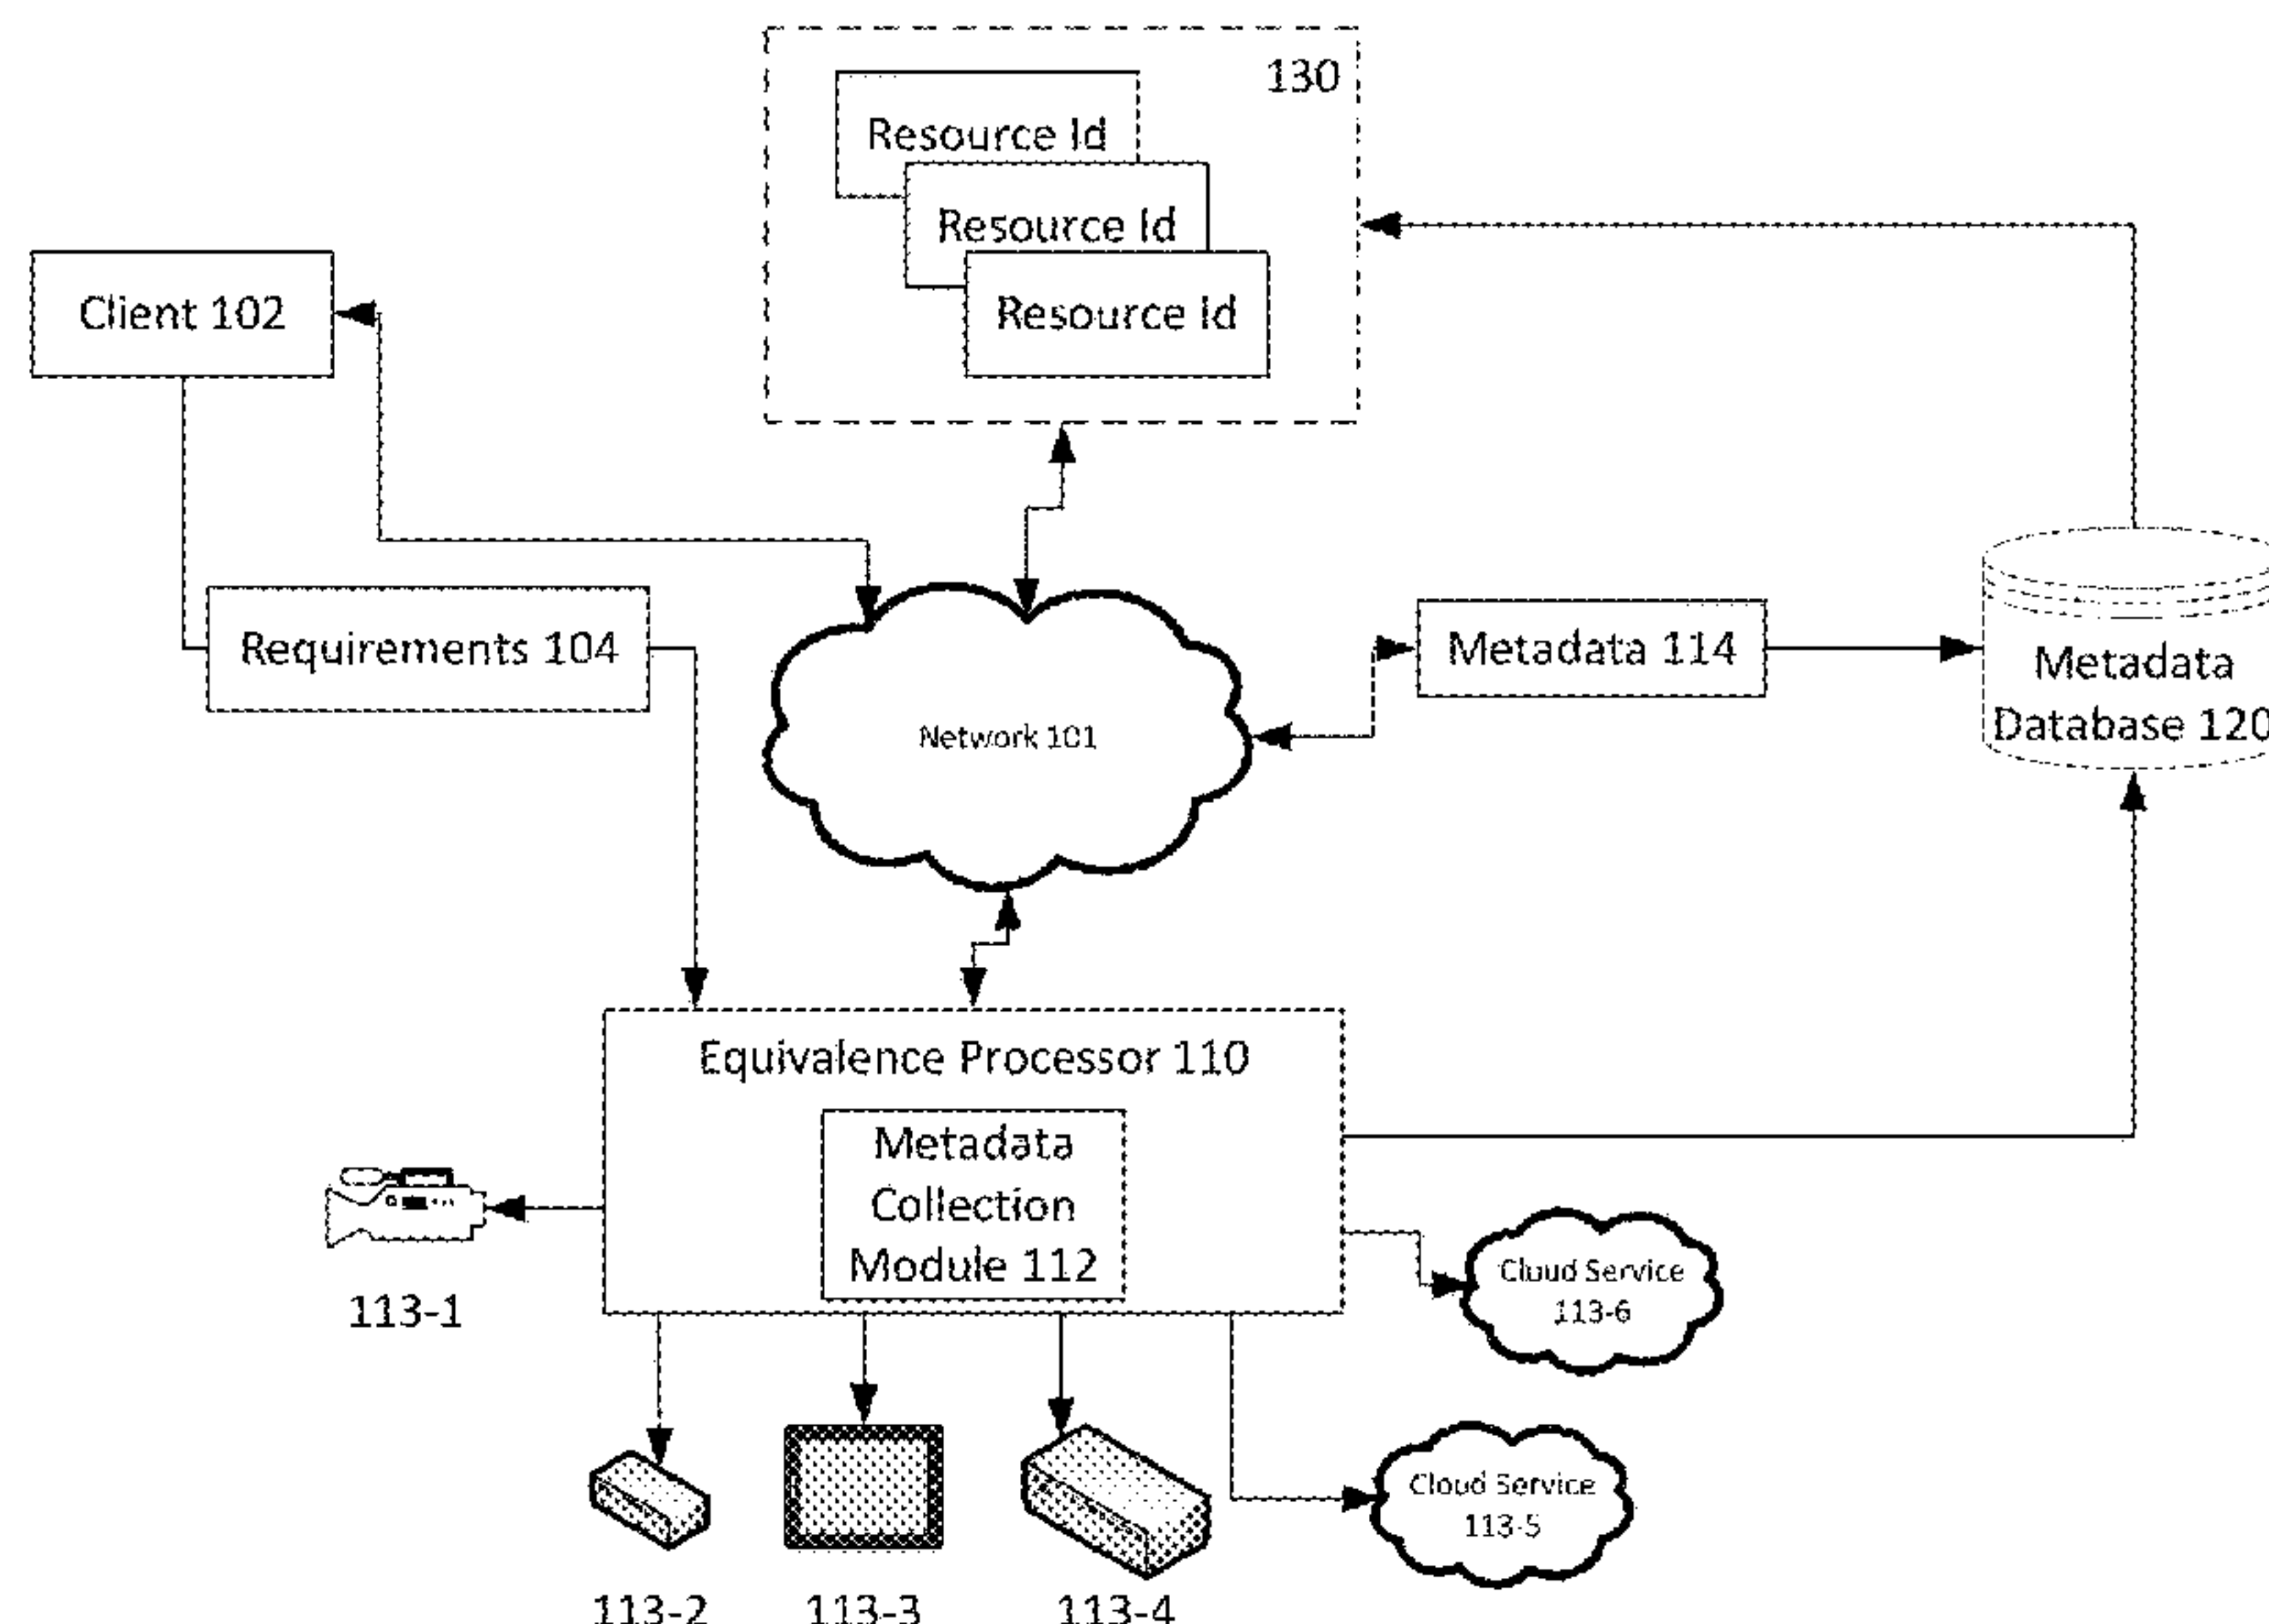 130
Resource Id
Resource Id
Resource Id
Client 102
Requirements 104
Network 101
Metadata 114
Metadata
Database 120
Equivalence Processor 110
Metadata
Collection
Module 112
113-1
Cloud Service
113-6
Cloud Service
113-5
113-2
113-3
113-4